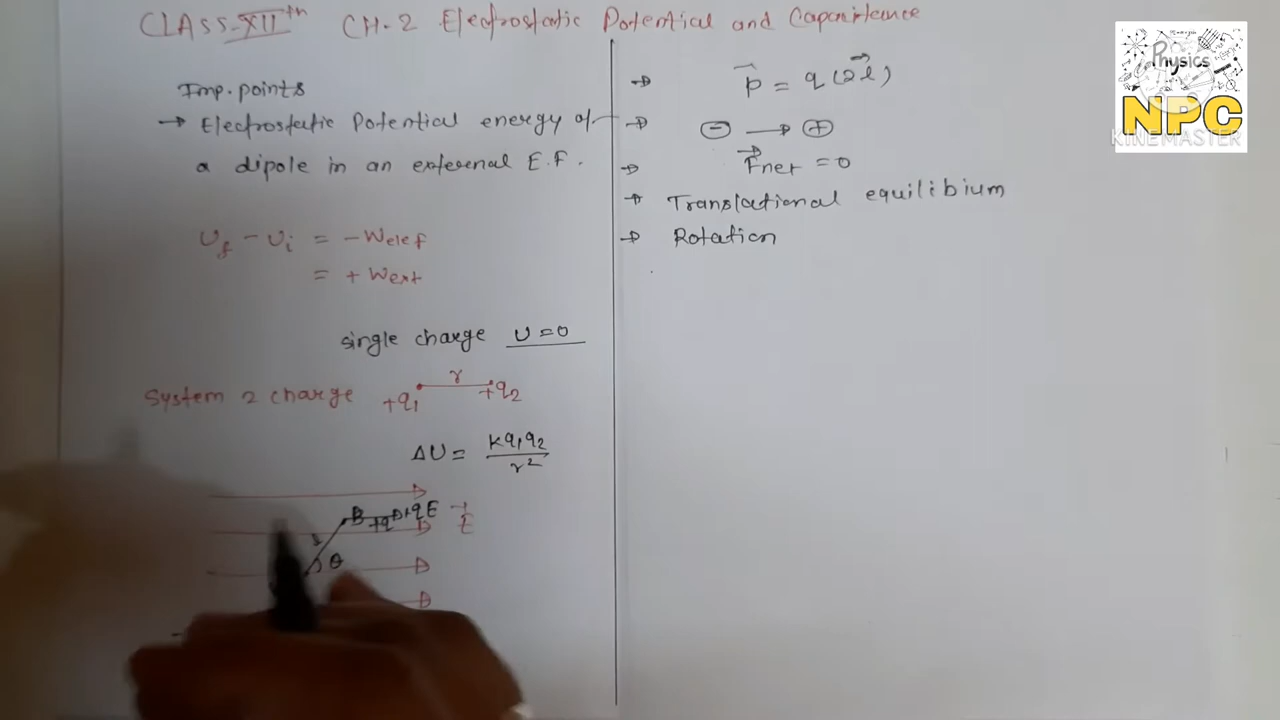 CLASS-XIIth CH-2 Electrostatic Potential and Capacitance
Imp. points
→ Electrostatic Potential energy of
a dipole in an external E.F.
Uf - Ui = - Welef
= + Wext
single charge U=0
System 2 charge +q1 r +q2
ΔU = Kq1q2/r²
B +q +qE E
θ
→ p = q(2l)
→ - → +
→ Fnet = 0
→ Translational equilibium
→ Rotation
Physics
NPC
KINEMASTER